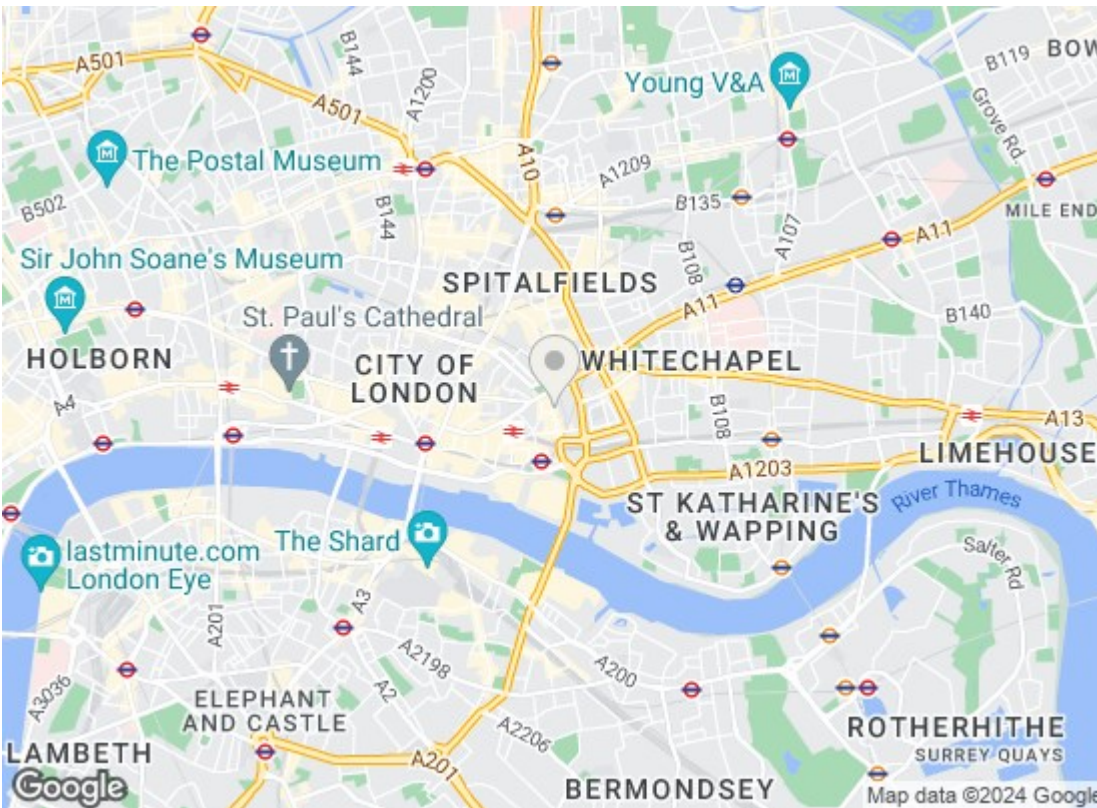 A501
B144
A1200
B119
BOW
Young V&A
A501
Grove Rd
The Postal Museum
A10
A1209
B502
B144
B135
A107
MILE END
A11
Sir John Soane's Museum
SPITALFIELDS
B108
A11
B140
St. Paul's Cathedral
HOLBORN
CITY OF
LONDON
WHITECHAPEL
A4
B108
A13
LIMEHOUSE
A1203
ST KATHARINE'S
& WAPPING
River Thames
The Shard
lastminute.com
London Eye
Salter Rd
A201
A3
A2198
A200
A3036
A2
ELEPHANT
AND CASTLE
A2206
ROTHERHITHE
SURREY QUAYS
LAMBETH
A201
BERMONDSEY
Google
Map data ©2024 Google